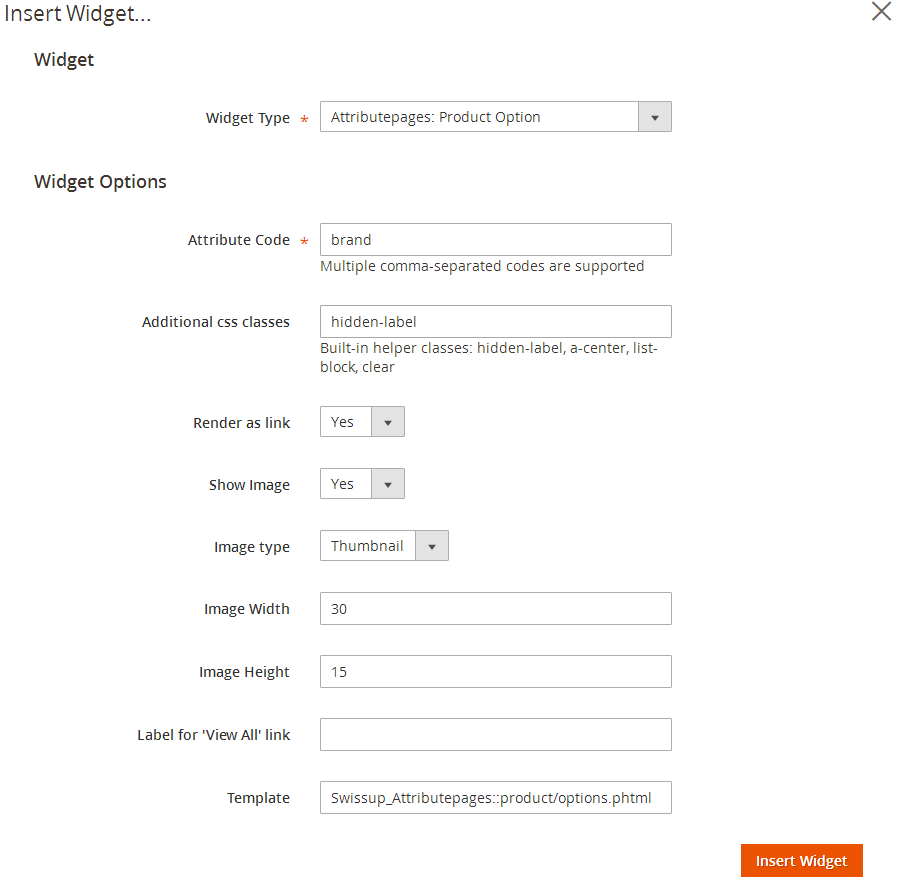 Insert Widget...
Widget
Widget Type *
Attributepages: Product Option
Widget Options
Attribute Code *
brand
Multiple comma-separated codes are supported
Additional css classes
hidden-label
Built-in helper classes: hidden-label, a-center, list-
block, clear
Render as link
Yes
Show Image
Yes
Image type
Thumbnail
Image Width
30
Image Height
15
Label for 'View All' link
Template
Swissup_Attributepages::product/options.phtml
Insert Widget